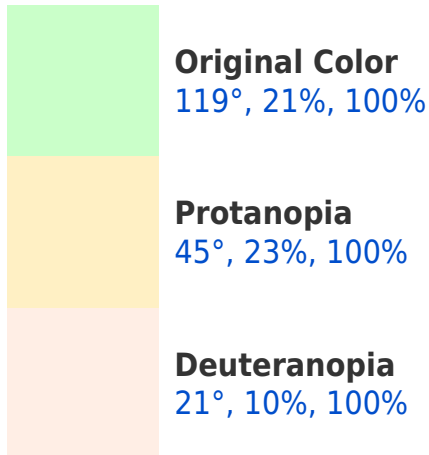 Original Color
119°, 21%, 100%
Protanopia
45°, 23%, 100%
Deuteranopia
21°, 10%, 100%